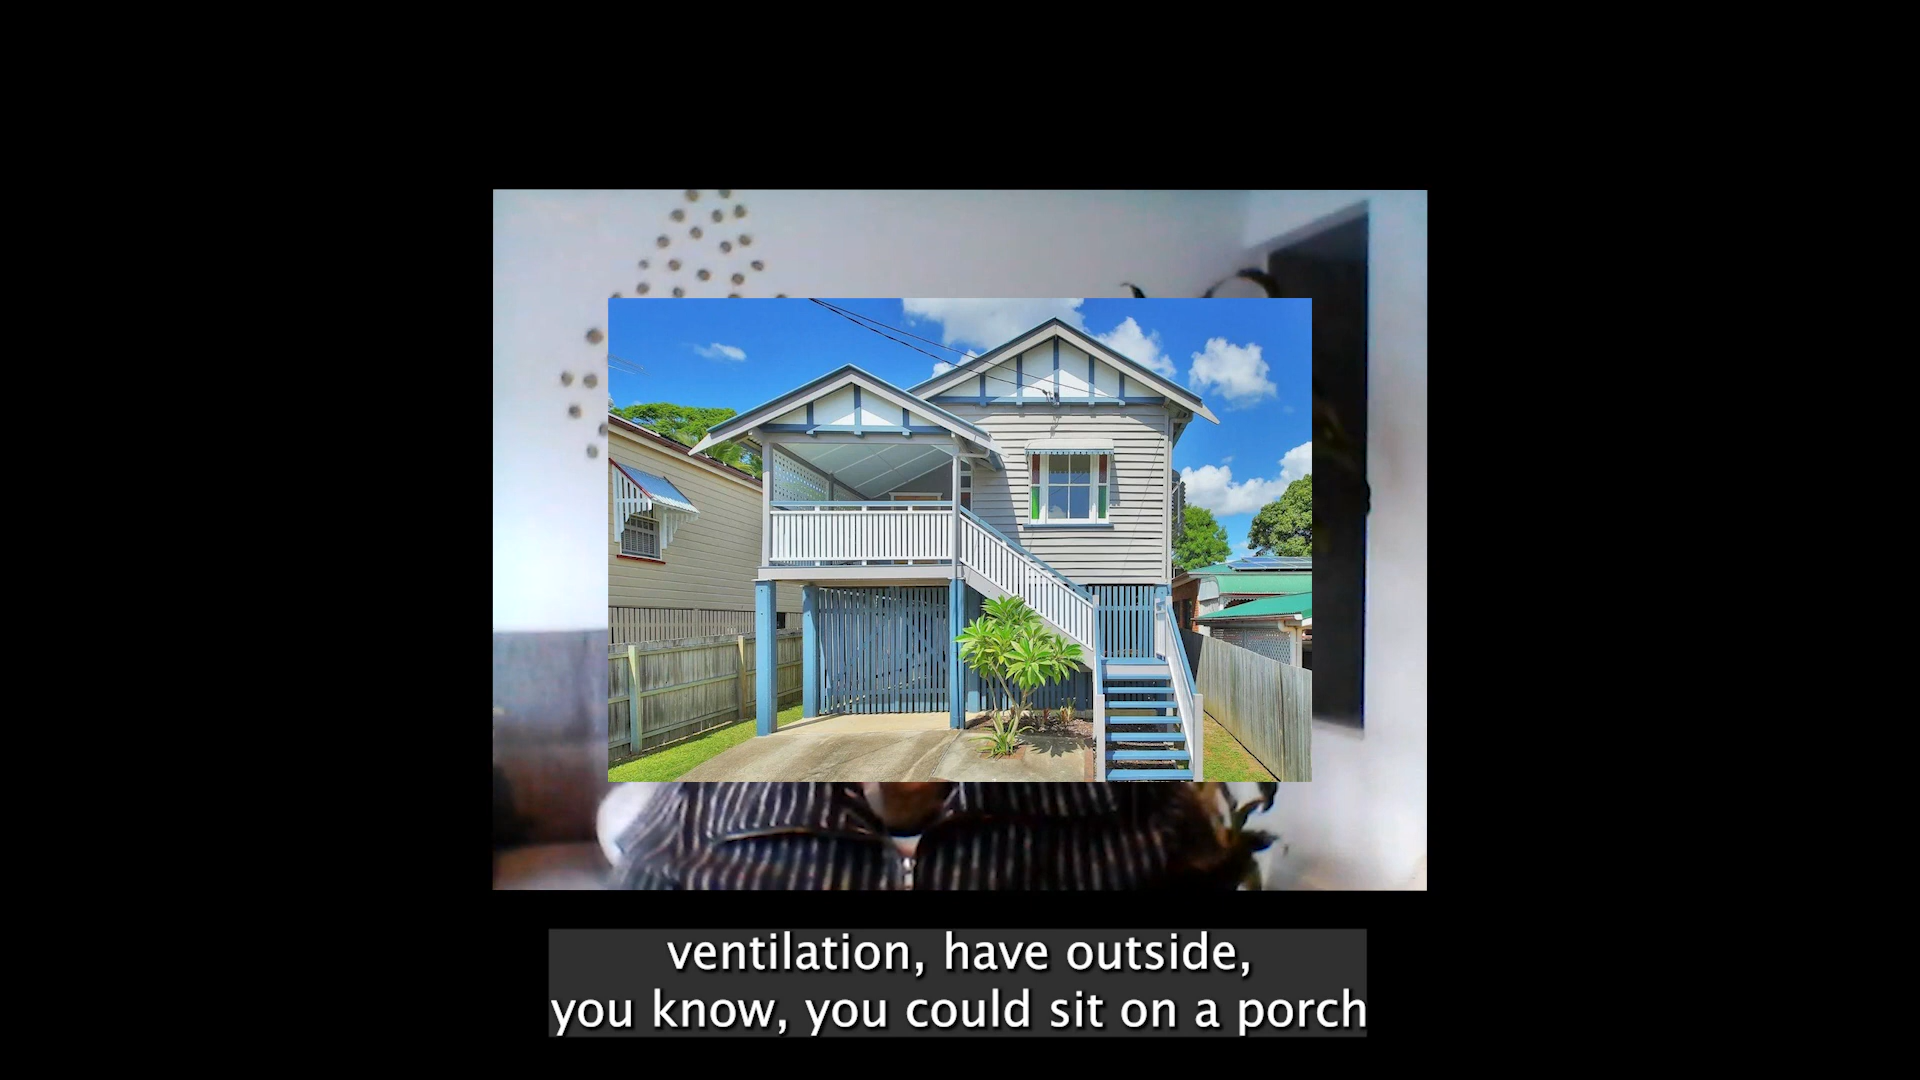 ventilation, have outside,
you know, you could sit on a porch